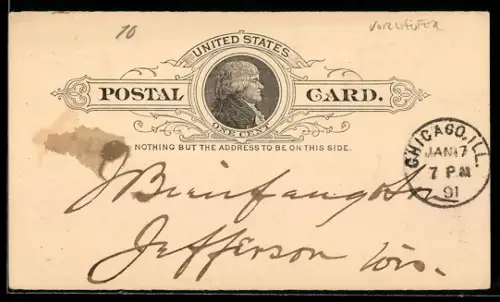 10
VORLÄUFER
UNITED STATES
POSTAL CARD.
ONE CENT
NOTHING BUT THE ADDRESS TO BE ON THIS SIDE.
CHICAGO, ILL.
JAN 17
7 PM
91
J
Jefferson
Wis.